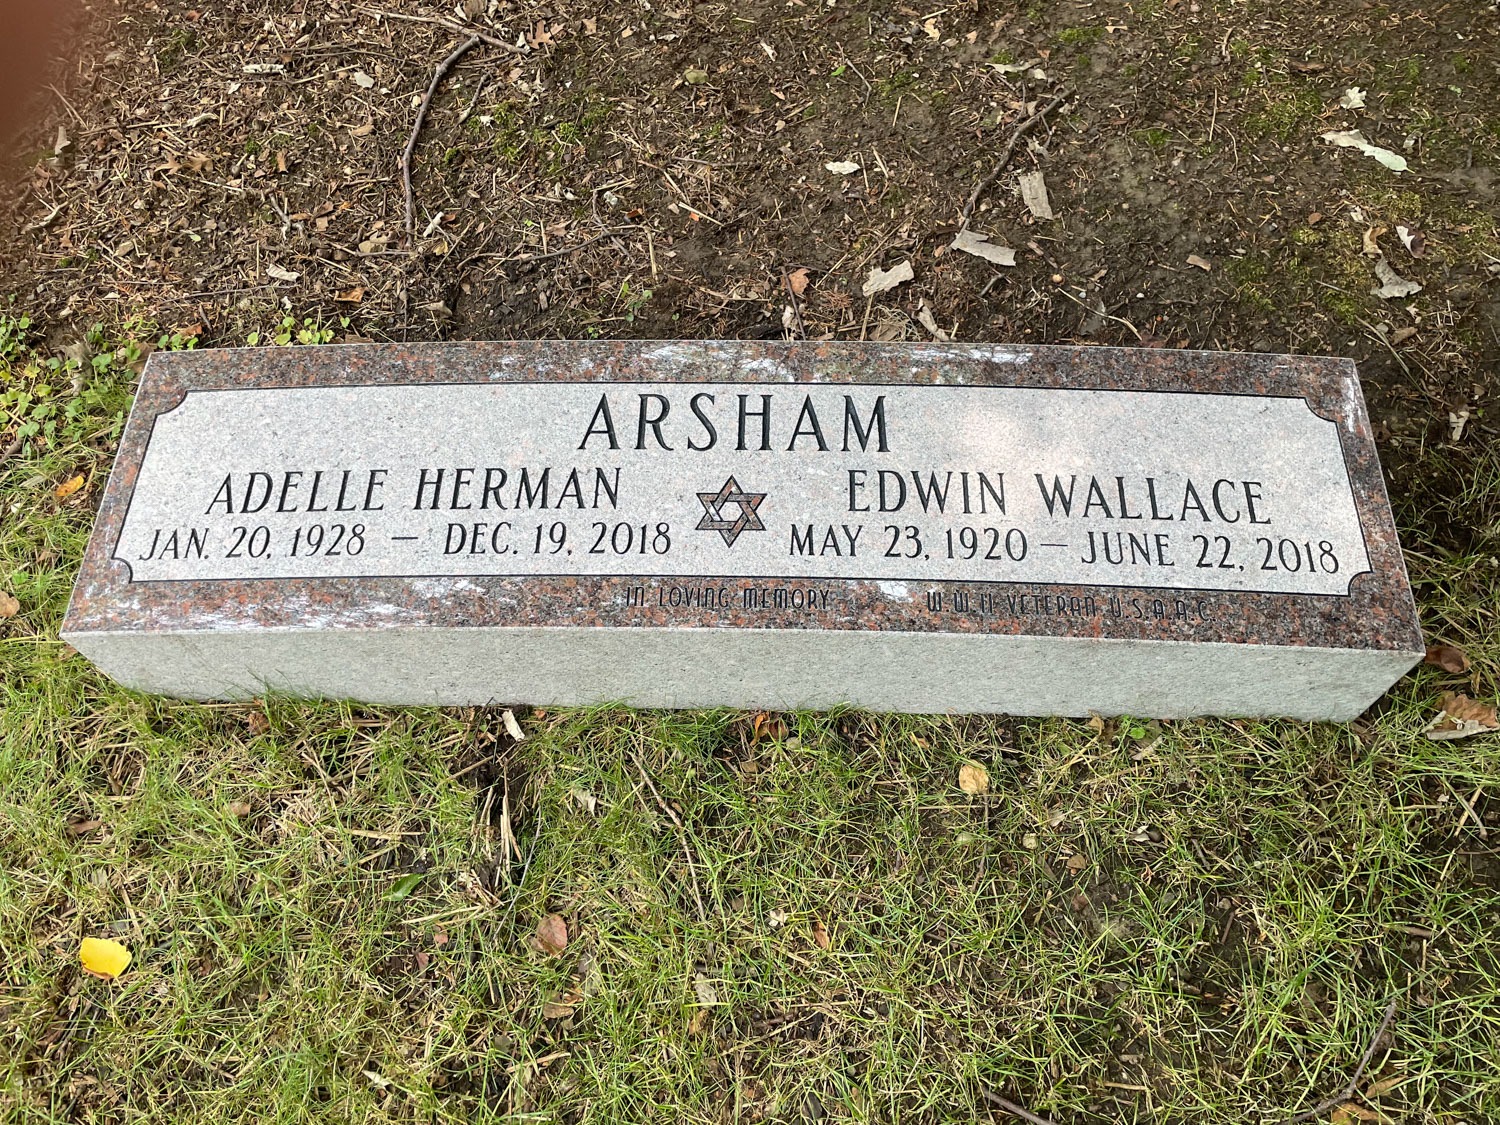 ARSHAM
ADELLE HERMAN
JAN. 20, 1928 – DEC. 19, 2018
EDWIN WALLACE
MAY 23, 1920 – JUNE 22, 2018
IN LOVING MEMORY
W.W.II VETERAN U.S.A.A.C.